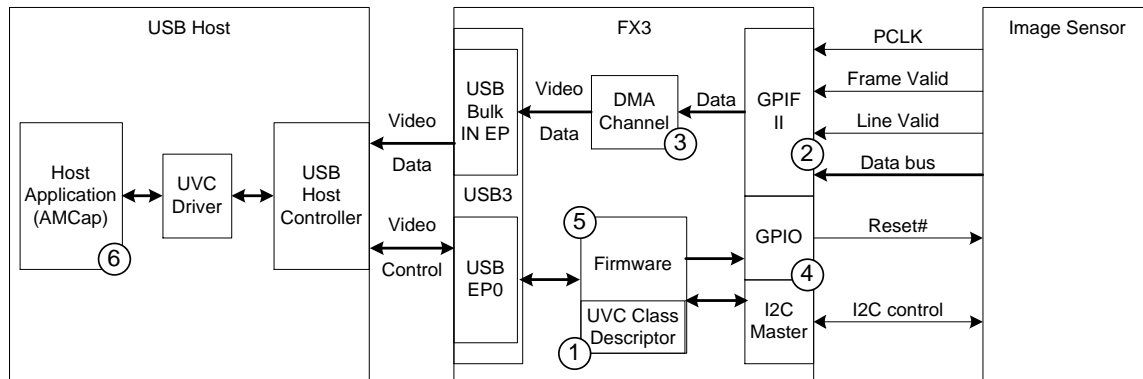 USB Host
FX3
Image Sensor
PCLK
Frame Valid
Line Valid
Data bus
GPIF
II
2
Data
DMA
Channel
3
Video
Data
USB
Bulk
IN EP
USB3
Video
Data
Host
Application
(AMCap)
6
UVC
Driver
USB
Host
Controller
Video
Control
USB
EP0
5
Firmware
UVC Class
Descriptor
1
GPIO
4
I2C
Master
Reset#
I2C control